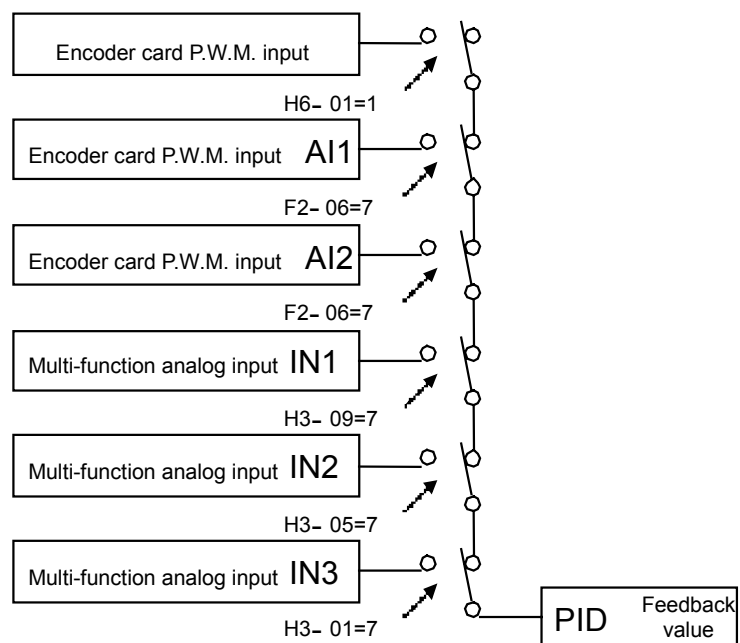 Encoder card P.W.M. input
H6- 01=1
Encoder card P.W.M. input AI1
F2- 06=7
Encoder card P.W.M. input AI2
F2- 06=7
Multi-function analog input IN1
H3- 09=7
Multi-function analog input IN2
H3- 05=7
Multi-function analog input IN3
H3- 01=7
PID Feedback
value